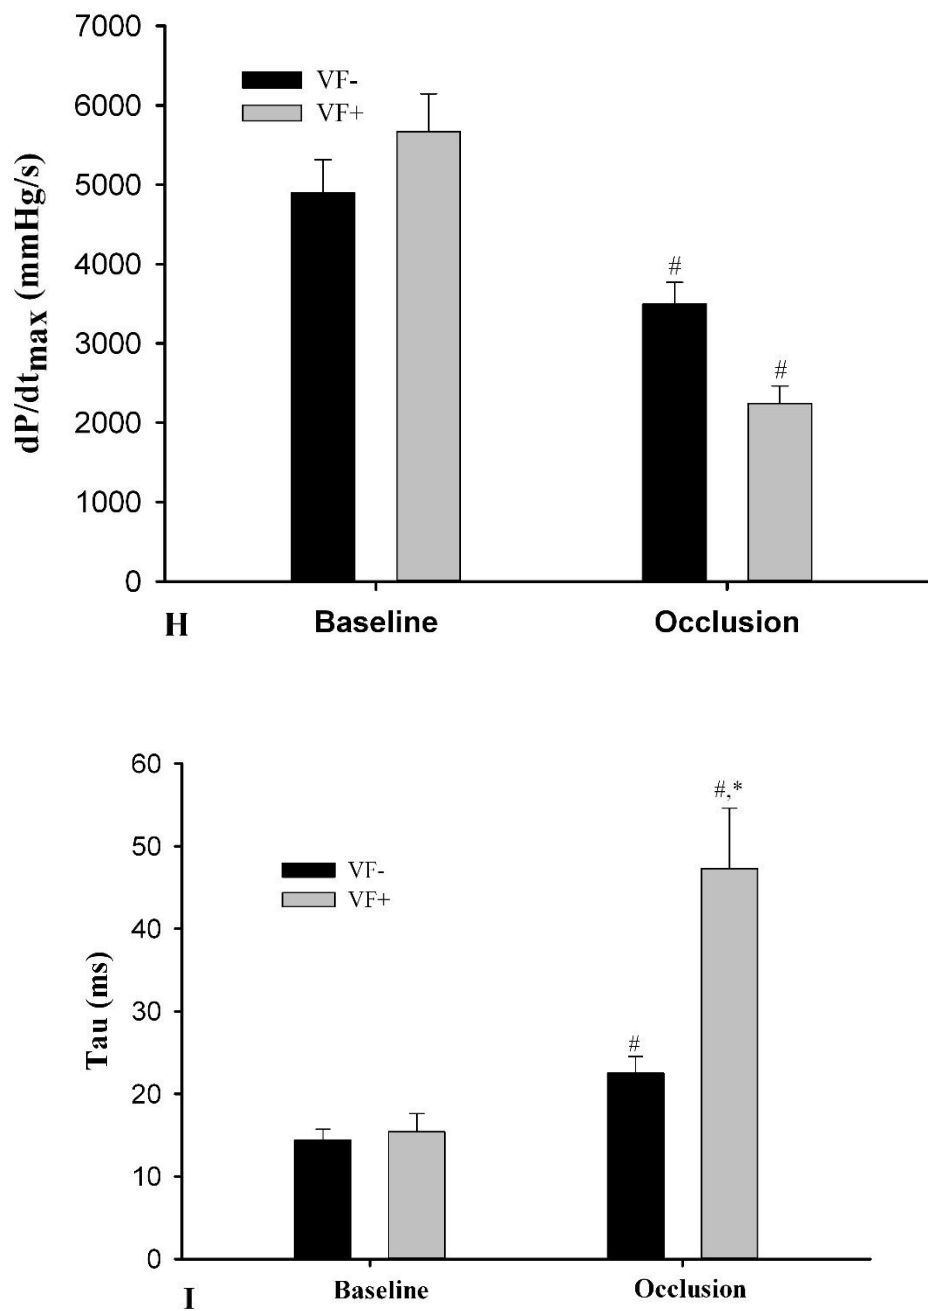 7000
VF-
6000
VF+
5000
4000
#
3000
#
2000
1000
0
dP/dtmax (mmHg/s)
H
Baseline
Occlusion
60
#,*
50
VF-
VF+
40
30
#
20
10
0
Tau (ms)
I
Baseline
Occlusion